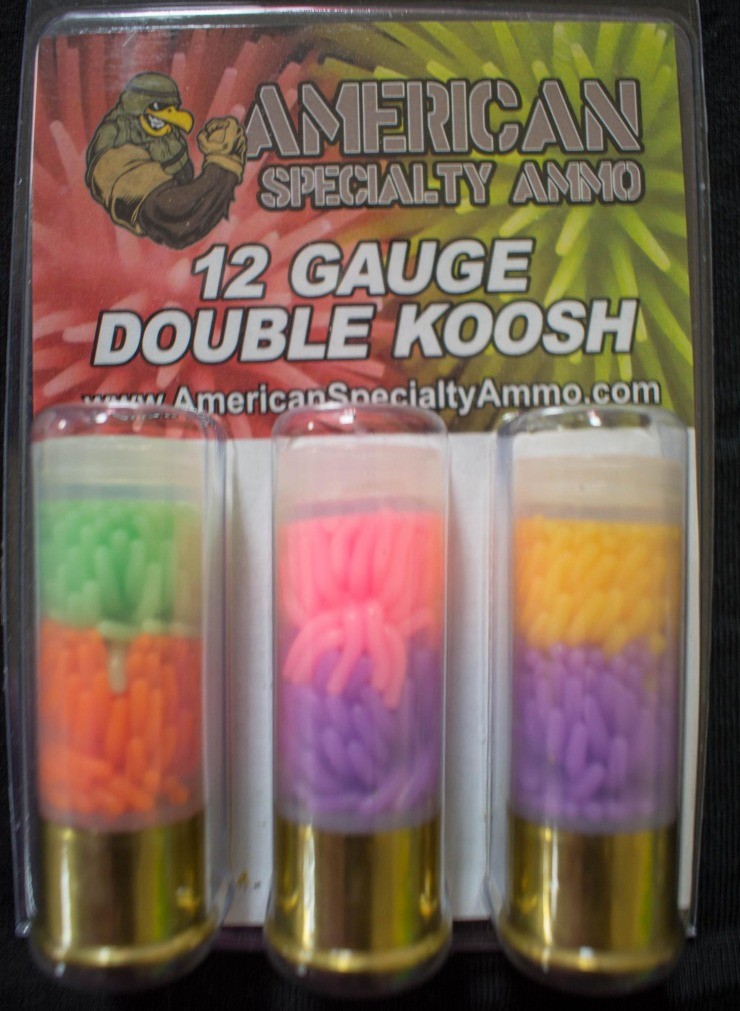 AMERICAN
SPECIALTY AMMO
12 GAUGE
DOUBLE KOOSH
www.AmericanSpecialtyAmmo.com